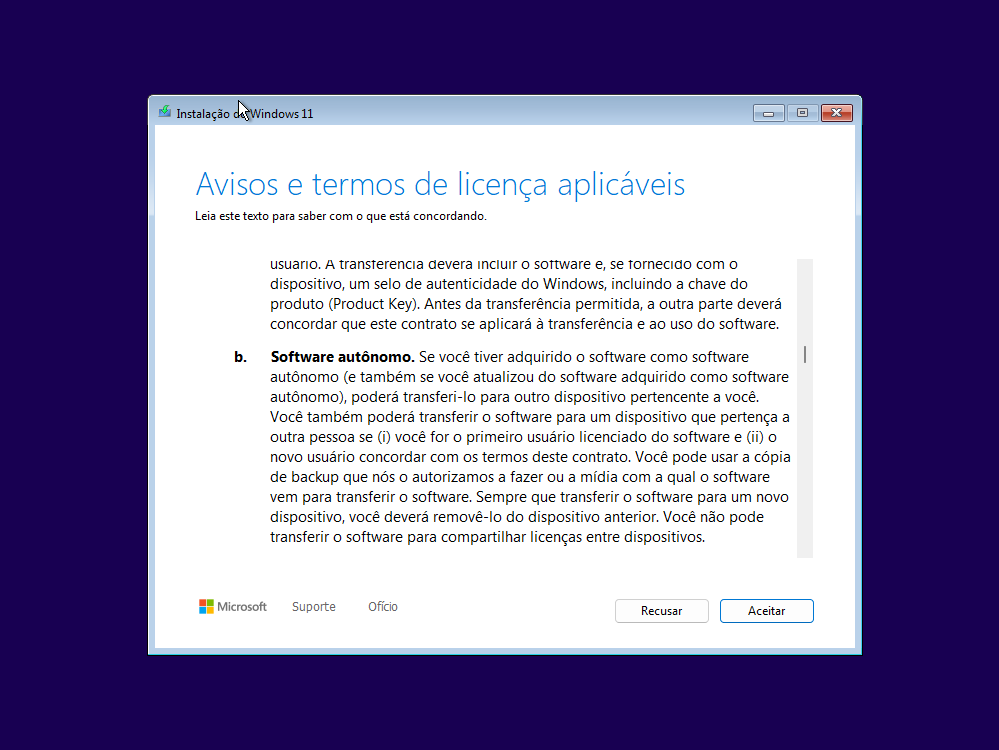 Instalação do Windows 11
Avisos e termos de licença aplicáveis
Leia este texto para saber com o que está concordando.
usuário. A transferência deverá incluir o software e, se fornecido com o
dispositivo, um selo de autenticidade do Windows, incluindo a chave do
produto (Product Key). Antes da transferência permitida, a outra parte deverá
concordar que este contrato se aplicará à transferência e ao uso do software.
b. Software autônomo. Se você tiver adquirido o software como software
autônomo (e também se você atualizou do software adquirido como software
autônomo), poderá transferi-lo para outro dispositivo pertencente a você.
Você também poderá transferir o software para um dispositivo que pertença a
outra pessoa se (i) você for o primeiro usuário licenciado do software e (ii) o
novo usuário concordar com os termos deste contrato. Você pode usar a cópia
de backup que nós o autorizamos a fazer ou a mídia com a qual o software
vem para transferir o software. Sempre que transferir o software para um novo
dispositivo, você deverá removê-lo do dispositivo anterior. Você não pode
transferir o software para compartilhar licenças entre dispositivos.
Microsoft Suporte Ofício Recusar Aceitar